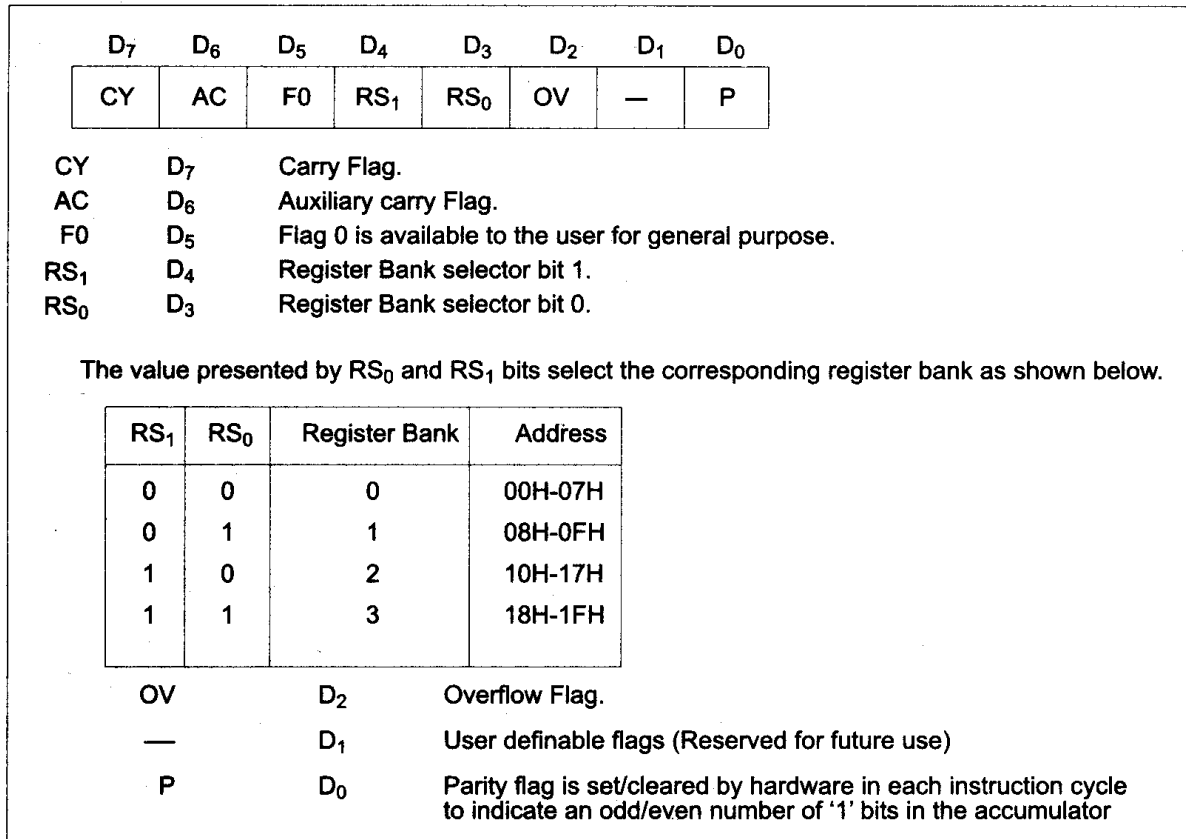 D₇ D₆ D₅ D₄ D₃ D₂ D₁ D₀
CY AC F0 RS₁ RS₀ OV — P
CY D₇ Carry Flag.
AC D₆ Auxiliary carry Flag.
F0 D₅ Flag 0 is available to the user for general purpose.
RS₁ D₄ Register Bank selector bit 1.
RS₀ D₃ Register Bank selector bit 0.
The value presented by RS₀ and RS₁ bits select the corresponding register bank as shown below.
RS₁ RS₀ Register Bank Address
0 0 0 00H-07H
0 1 1 08H-0FH
1 0 2 10H-17H
1 1 3 18H-1FH
OV D₂ Overflow Flag.
— D₁ User definable flags (Reserved for future use)
P D₀ Parity flag is set/cleared by hardware in each instruction cycle
to indicate an odd/even number of ‘1’ bits in the accumulator